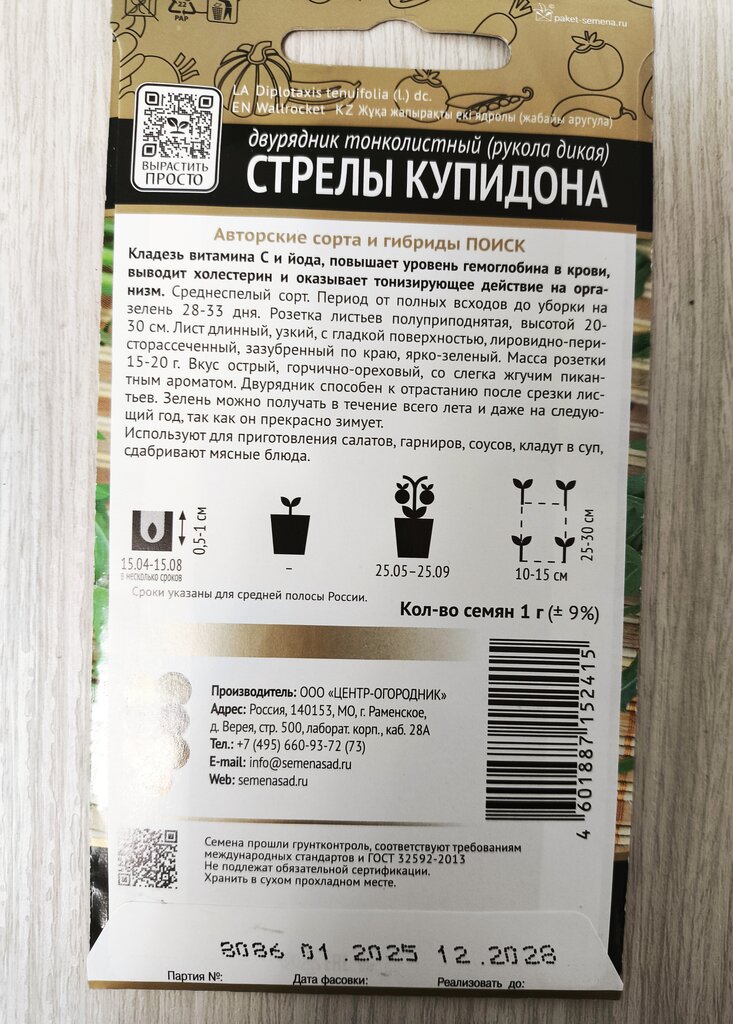 22
PAP
paket-semena.ru
LA Diplotaxis tenuifolia (l.) dc.
EN Wallrocket KZ Жұқа жапырақты екі ядролы (жабайы аругула)
ВЫРАСТИТЬ
ПРОСТО
двурядник тонколистный (рукола дикая)
СТРЕЛЫ КУПИДОНА
Авторские сорта и гибриды ПОИСК
Кладезь витамина С и йода, повышает уровень гемоглобина в крови,
выводит холестерин и оказывает тонизирующее действие на орга-
низм. Среднеспелый сорт. Период от полных всходов до уборки на
зелень 28-33 дня. Розетка листьев полуприподнятая, высотой 20-
30 см. Лист длинный, узкий, с гладкой поверхностью, лировидно-пери-
сторассеченный, зазубренный по краю, ярко-зеленый. Масса розетки
15-20 г. Вкус острый, горчично-ореховый, со слегка жгучим пикан-
тным ароматом. Двурядник способен к отрастанию после срезки лис-
тьев. Зелень можно получать в течение всего лета и даже на следую-
щий год, так как он прекрасно зимует.
Используют для приготовления салатов, гарниров, соусов, кладут в суп,
сдабривают мясные блюда.
0,5-1 см
15.04-15.08
в несколько сроков
–
25.05–25.09
25-30 см
10-15 см
Сроки указаны для средней полосы России.
Кол-во семян 1 г (± 9%)
Производитель: ООО «ЦЕНТР-ОГОРОДНИК»
Адрес: Россия, 140153, МО, г. Раменское,
д. Верея, стр. 500, лаборат. корп., каб. 28А
Тел.: +7 (495) 660-93-72 (73)
E-mail: info@semenasad.ru
Web: semenasad.ru
4 601887 152415
Семена прошли грунтконтроль, соответствуют требованиям
международных стандартов и ГОСТ 32592-2013
Не подлежат обязательной сертификации.
Хранить в сухом прохладном месте.
8086 01.2025 12.2028
Партия №: Дата фасовки: Реализовать до: